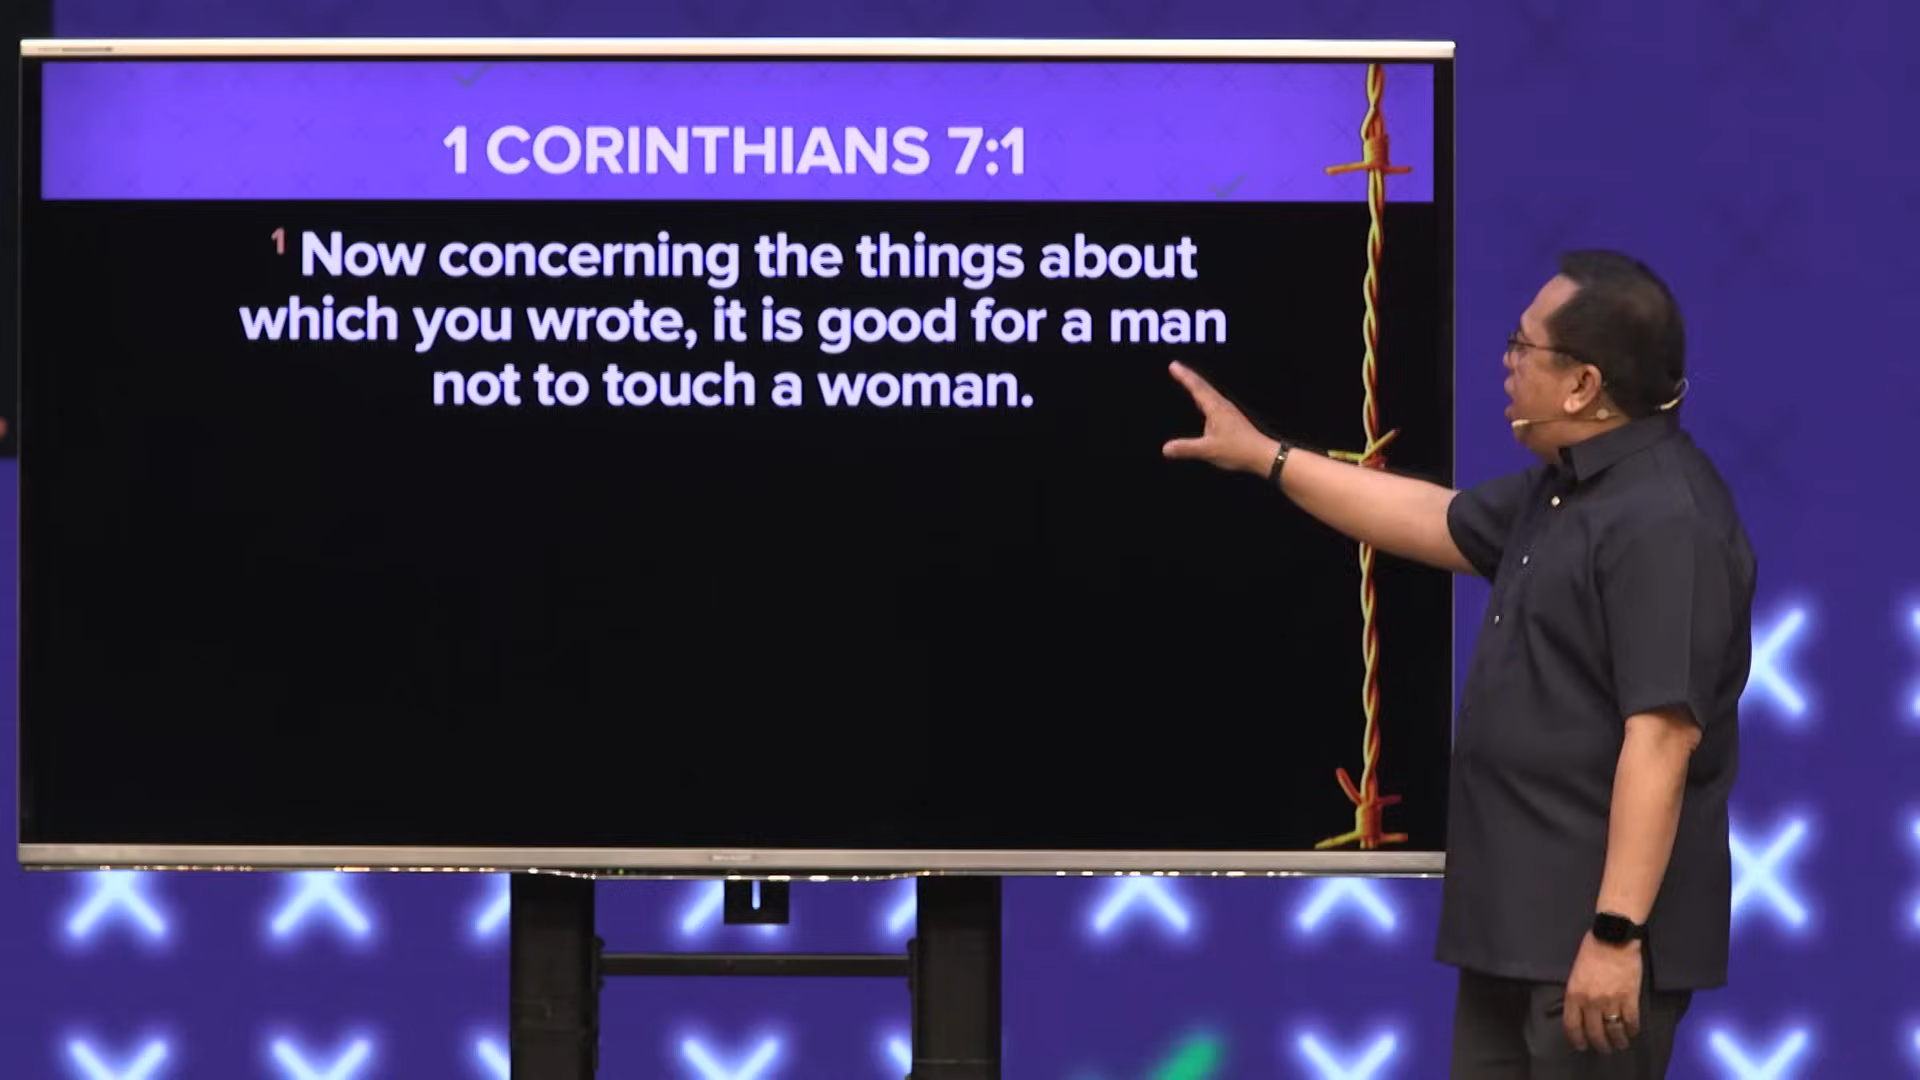 1 CORINTHIANS 7:1
1 Now concerning the things about
which you wrote, it is good for a man
not to touch a woman.